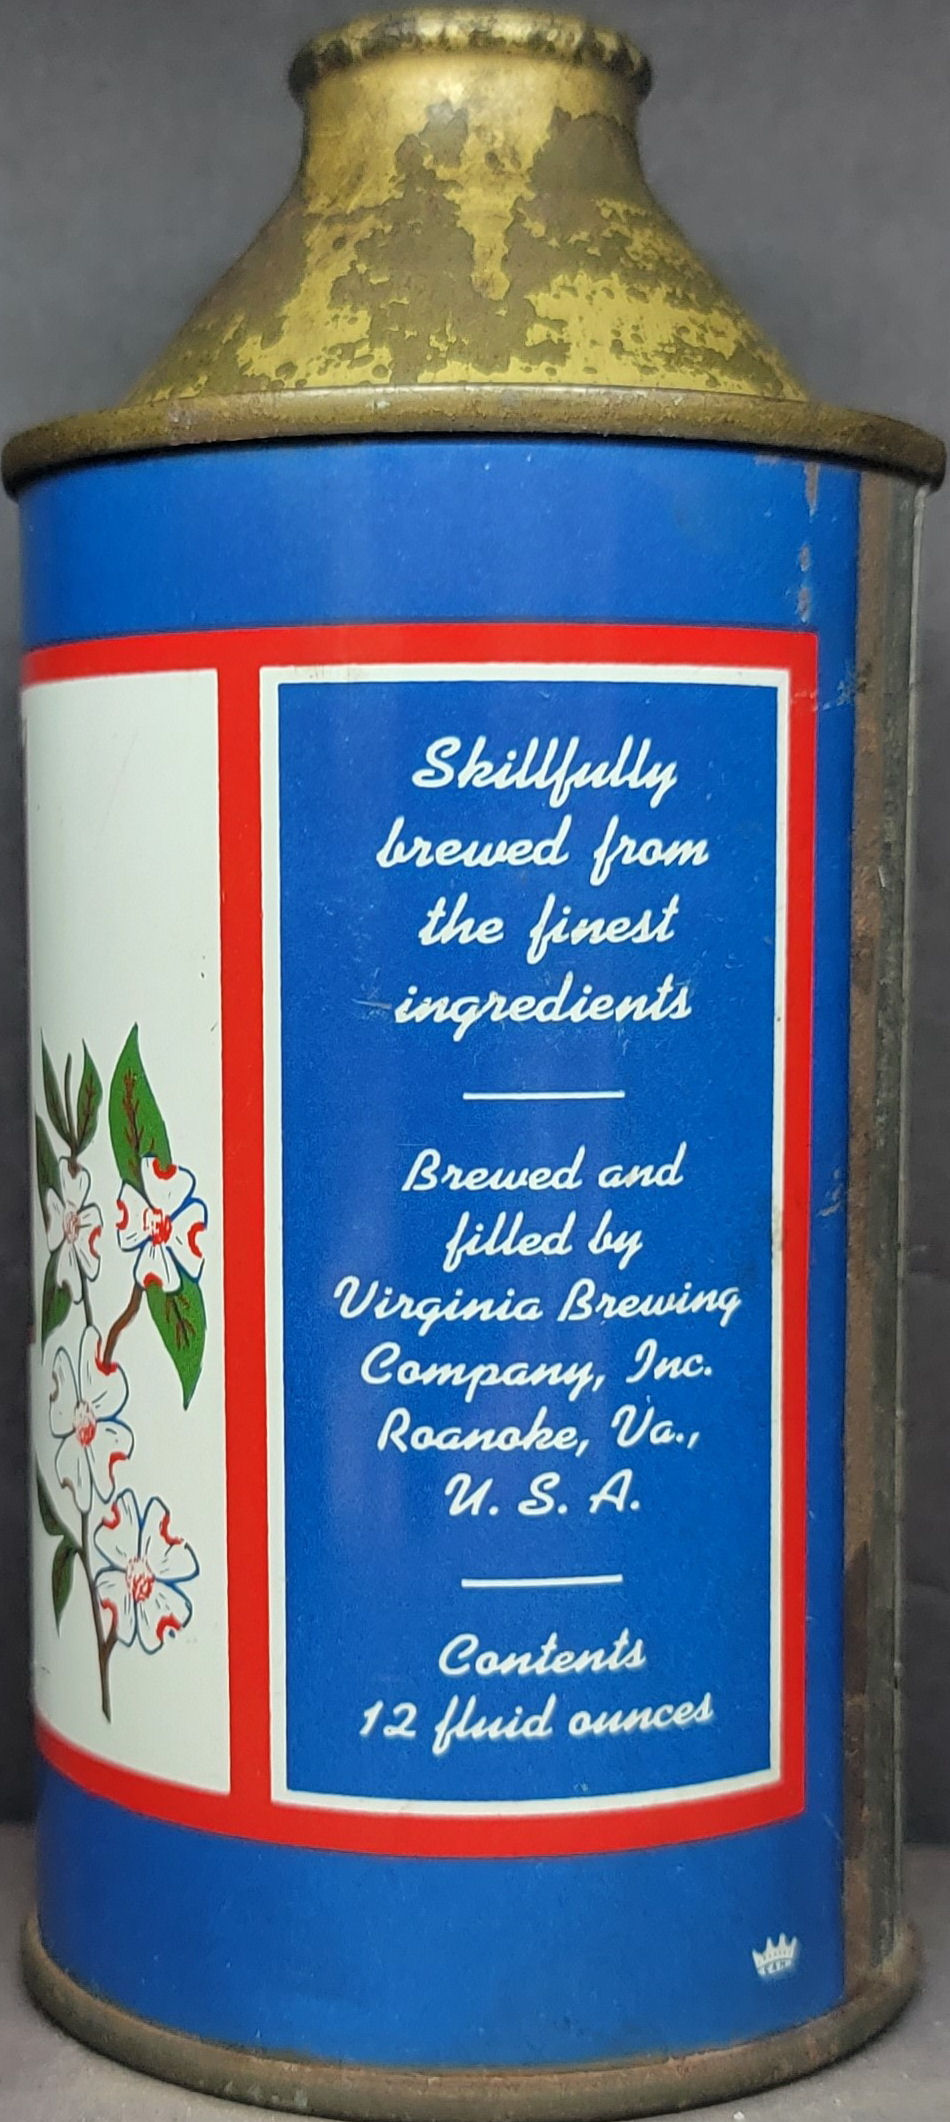 Skillfully
brewed from
the finest
ingredients
Brewed and
filled by
Virginia Brewing
Company, Inc.
Roanoke, Va.,
U. S. A.
Contents
12 fluid ounces